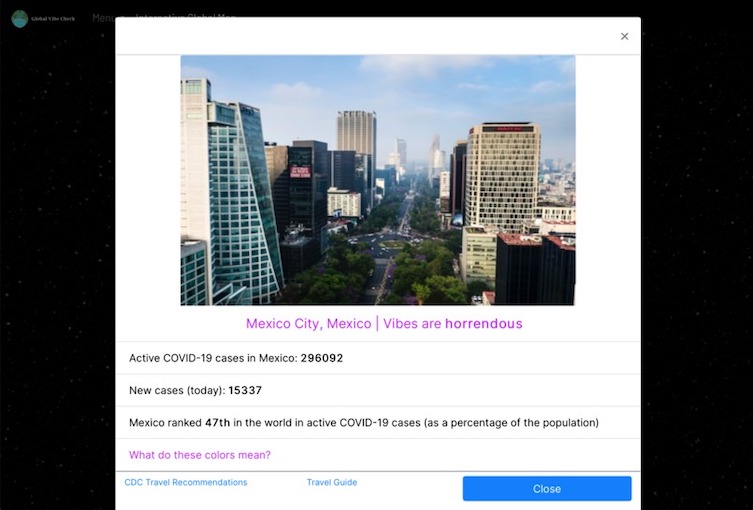 Global Vibe Check
Menu
Interactive Global Map
×
Mexico City, Mexico | Vibes are horrendous
Active COVID-19 cases in Mexico: 296092
New cases (today): 15337
Mexico ranked 47th in the world in active COVID-19 cases (as a percentage of the population)
What do these colors mean?
CDC Travel Recommendations
Travel Guide
Close